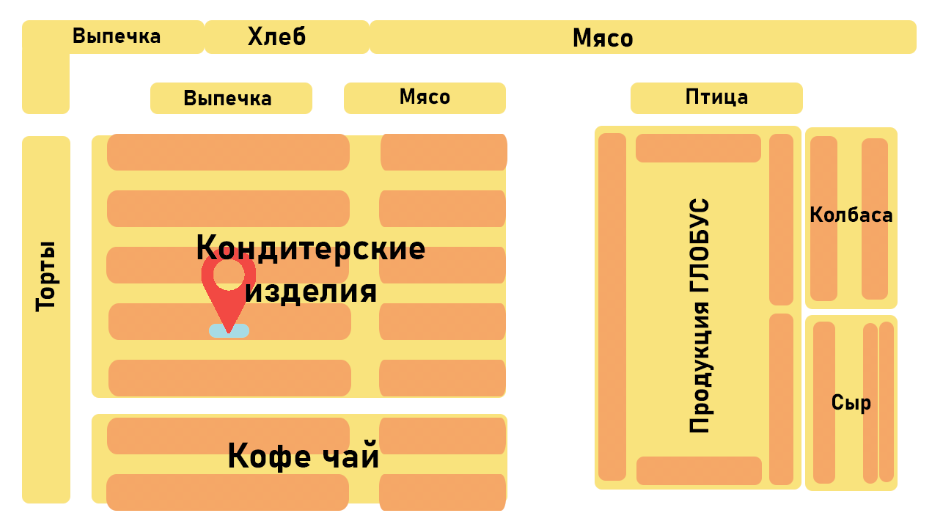 Выпечка
Хлеб
Мясо
Выпечка
Мясо
Птица
Торты
Кондитерские
изделия
Кофе чай
Продукция ГЛОБУС
Колбаса
Сыр